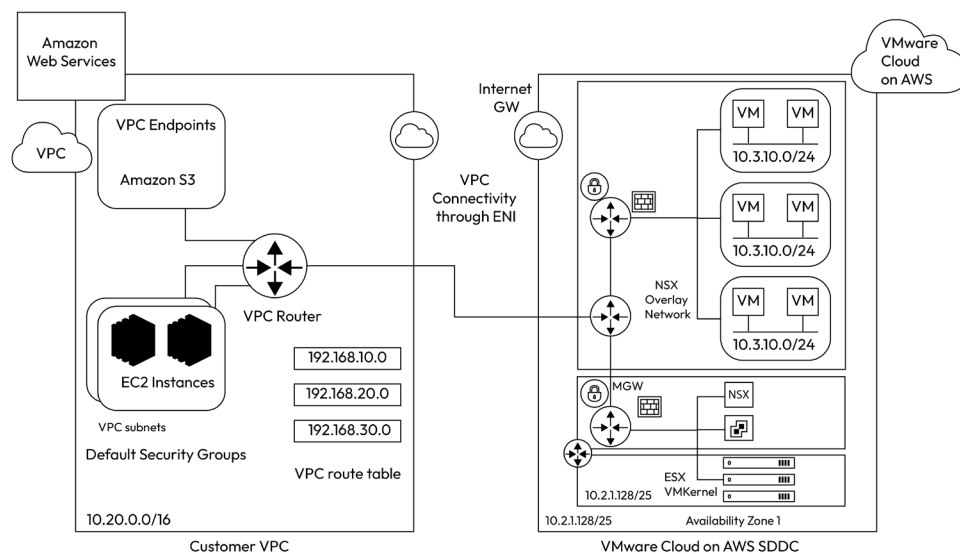 Amazon
Web Services
VPC
VPC Endpoints
Amazon S3
VPC Router
EC2 Instances
VPC subnets
Default Security Groups
192.168.10.0
192.168.20.0
192.168.30.0
VPC route table
10.20.0.0/16
Customer VPC
Internet
GW
VPC
Connectivity
through ENI
VMware
Cloud
on AWS
VM VM
10.3.10.0/24
VM VM
10.3.10.0/24
VM VM
10.3.10.0/24
NSX
Overlay
Network
MGW
NSX
ESX
VMKernel
10.2.1.128/25
10.2.1.128/25
Availability Zone 1
VMware Cloud on AWS SDDC